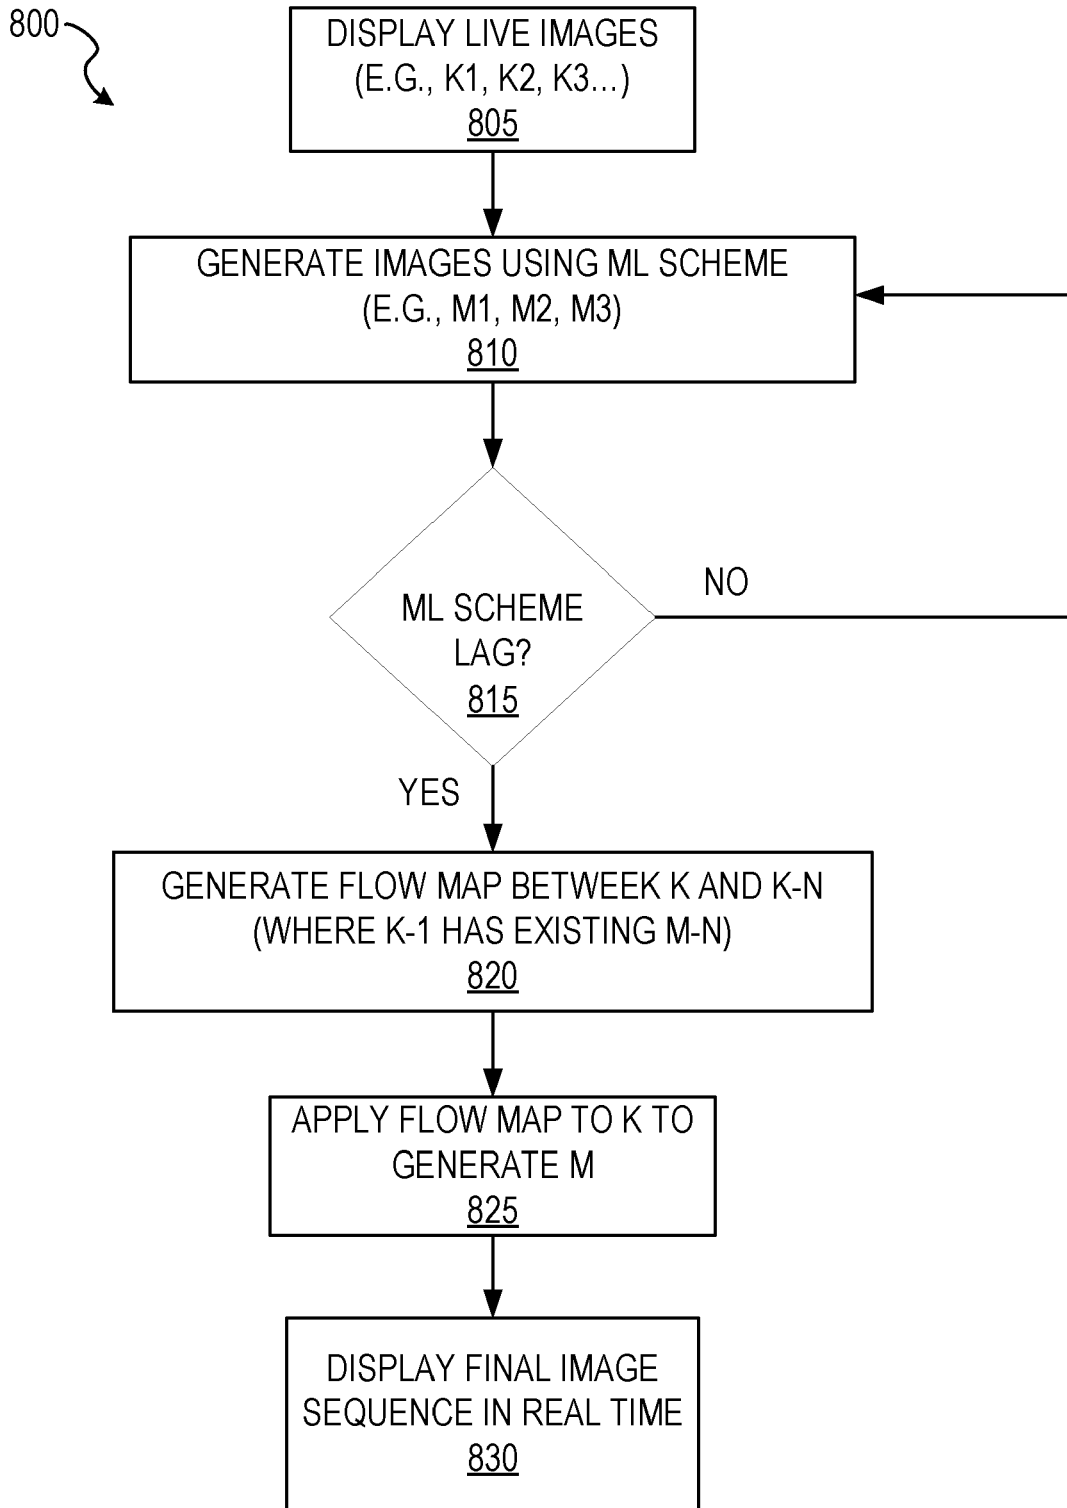 800
DISPLAY LIVE IMAGES
(E.G., K1, K2, K3...)
805
GENERATE IMAGES USING ML SCHEME
(E.G., M1, M2, M3)
810
ML SCHEME
LAG?
815
NO
YES
GENERATE FLOW MAP BETWEEK K AND K-N
(WHERE K-1 HAS EXISTING M-N)
820
APPLY FLOW MAP TO K TO
GENERATE M
825
DISPLAY FINAL IMAGE
SEQUENCE IN REAL TIME
830